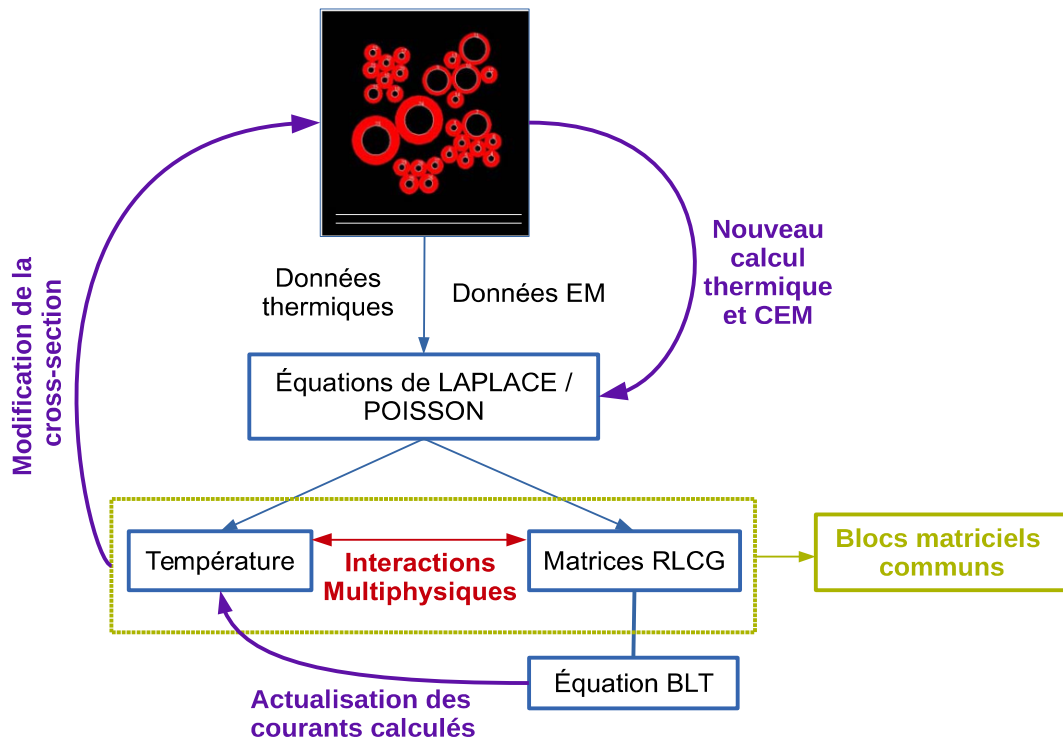 Données
thermiques
Données EM
Nouveau
calcul
thermique
et CEM
Modification de la
cross-section
Équations de LAPLACE /
POISSON
Température
Interactions
Multiphysiques
Matrices RLCG
Blocs matriciels
communs
Équation BLT
Actualisation des
courants calculés